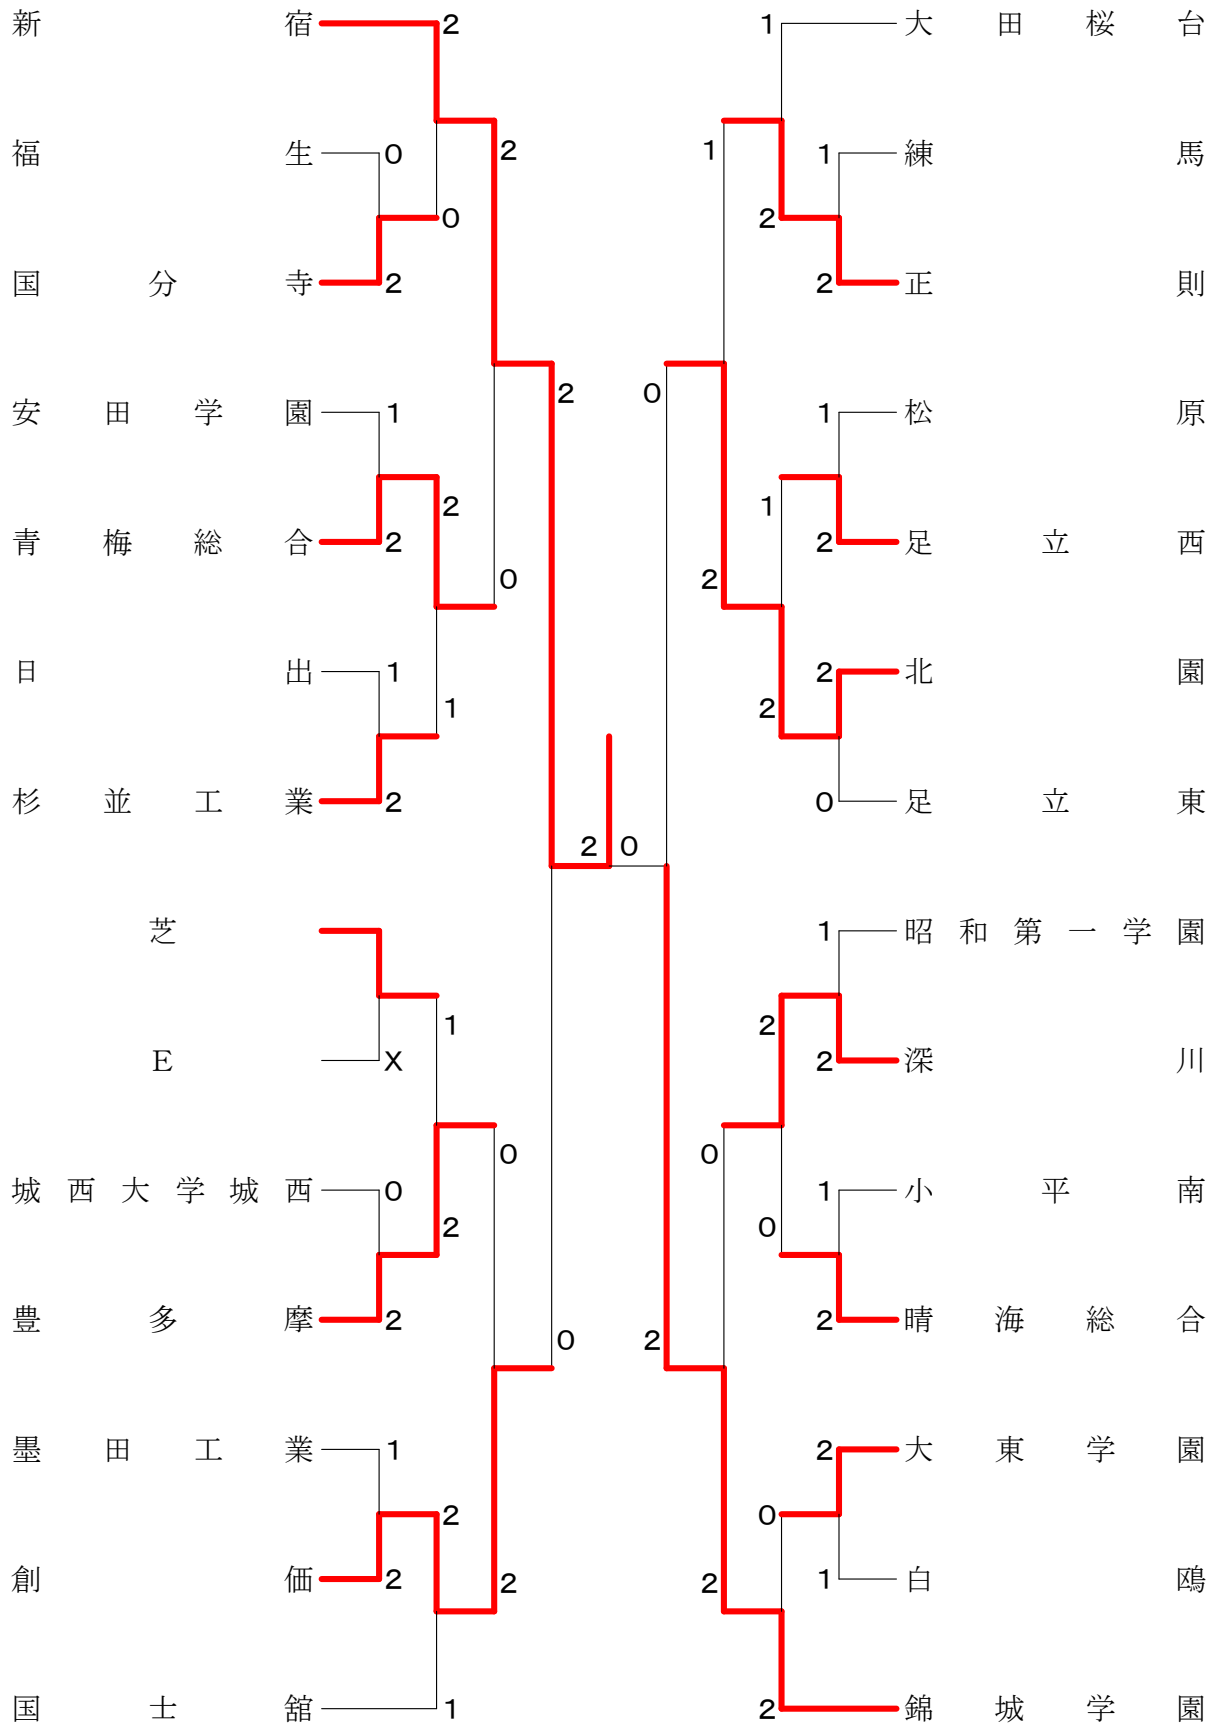 新宿 2 1 大田桜台
福生 0 2 1 1 練馬
0 2
国分寺 2 2 正則
2 0
安田学園 1 1 松原
2 1
青梅総合 2 2 足立西
0 2
日出 1 2 北園
1 2
杉並工業 2 0 足立東
2 0
芝 1 昭和第一学園
1 2
E X 2 深川
0 0
城西大学城西 0 1 小平南
2 0
豊多摩 2 2 晴海総合
0 2
墨田工業 1 2 大東学園
2 0
創価 2 2 2 1 白鴎
国士舘 1 2 錦城学園